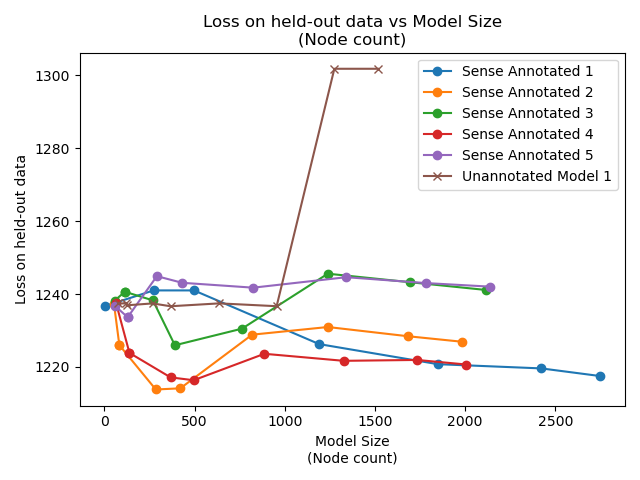 Loss on held-out data vs Model Size
(Node count)
Loss on held-out data
1300
1280
1260
1240
1220
Sense Annotated 1
Sense Annotated 2
Sense Annotated 3
Sense Annotated 4
Sense Annotated 5
Unannotated Model 1
0
500
1000
1500
2000
2500
Model Size
(Node count)